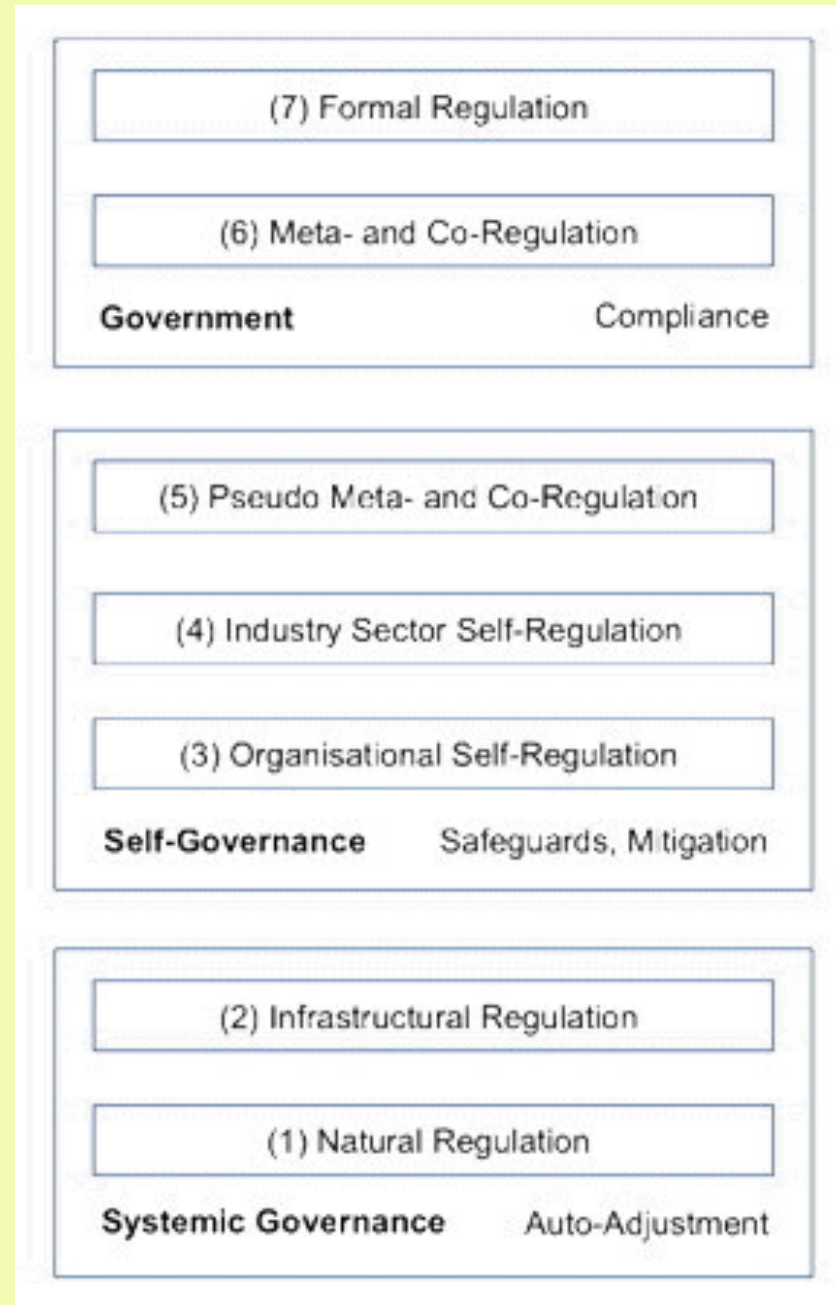 (7) Formal Regulation
(6) Meta- and Co-Regulation
Government Compliance
(5) Pseudo Meta- and Co-Regulation
(4) Industry Sector Self-Regulation
(3) Organisational Self-Regulation
Self-Governance Safeguards, Mitigation
(2) Infrastructural Regulation
(1) Natural Regulation
Systemic Governance Auto-Adjustment